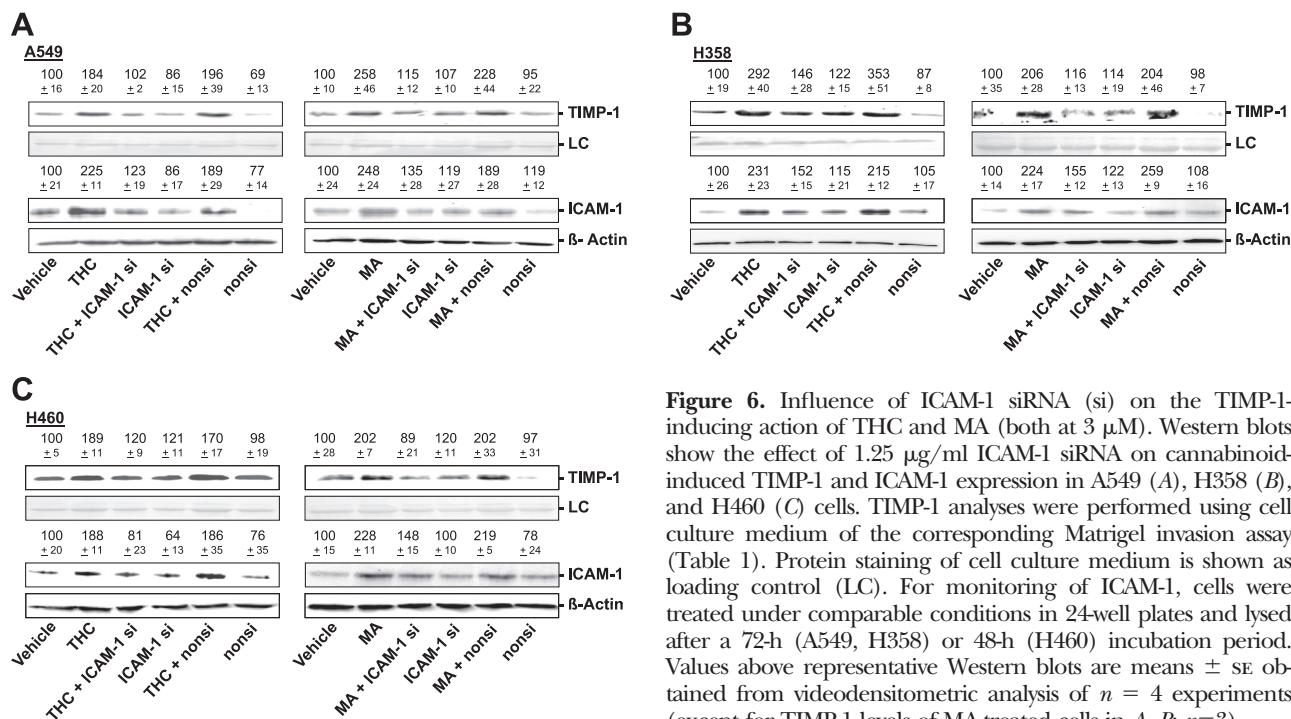 A
A549
100 184 102 86 196 69
± 16 ± 20 ± 2 ± 15 ± 39 ± 13
TIMP-1
LC
100 225 123 86 189 77
± 21 ± 11 ± 19 ± 17 ± 29 ± 14
ICAM-1
ß- Actin
Vehicle
THC
THC + ICAM-1 si
ICAM-1 si
THC + nonsi
nonsi
100 258 115 107 228 95
± 10 ± 46 ± 12 ± 10 ± 44 ± 22
100 248 135 119 189 119
± 24 ± 24 ± 28 ± 27 ± 28 ± 12
Vehicle
MA
MA + ICAM-1 si
ICAM-1 si
MA + nonsi
nonsi
B
H358
100 292 146 122 353 87
± 19 ± 40 ± 28 ± 15 ± 51 ± 8
TIMP-1
LC
100 231 152 115 215 105
± 26 ± 23 ± 15 ± 21 ± 12 ± 17
ICAM-1
ß-Actin
Vehicle
THC
THC + ICAM-1 si
ICAM-1 si
THC + nonsi
nonsi
100 206 116 114 204 98
± 35 ± 28 ± 13 ± 19 ± 46 ± 7
100 224 155 122 259 108
± 14 ± 17 ± 12 ± 13 ± 9 ± 16
Vehicle
MA
MA + ICAM-1 si
ICAM-1 si
MA + nonsi
nonsi
C
H460
100 189 120 121 170 98
± 5 ± 11 ± 9 ± 11 ± 17 ± 19
TIMP-1
LC
100 188 81 64 186 76
± 20 ± 11 ± 23 ± 13 ± 35 ± 35
ICAM-1
ß-Actin
Vehicle
THC
THC + ICAM-1 si
ICAM-1 si
THC + nonsi
nonsi
100 202 89 120 202 97
± 28 ± 7 ± 21 ± 11 ± 33 ± 31
100 228 148 100 219 78
± 15 ± 11 ± 15 ± 10 ± 5 ± 24
Vehicle
MA
MA + ICAM-1 si
ICAM-1 si
MA + nonsi
nonsi
Figure 6. Influence of ICAM-1 siRNA (si) on the TIMP-1-
inducing action of THC and MA (both at 3 μM). Western blots
show the effect of 1.25 μg/ml ICAM-1 siRNA on cannabinoid-
induced TIMP-1 and ICAM-1 expression in A549 (A), H358 (B),
and H460 (C) cells. TIMP-1 analyses were performed using cell
culture medium of the corresponding Matrigel invasion assay
(Table 1). Protein staining of cell culture medium is shown as
loading control (LC). For monitoring of ICAM-1, cells were
treated under comparable conditions in 24-well plates and lysed
after a 72-h (A549, H358) or 48-h (H460) incubation period.
Values above representative Western blots are means ± SE ob-
tained from videodensitometric analysis of n = 4 experiments
(except for TIMP-1 levels of MA-treated cells in A, B; n=3)